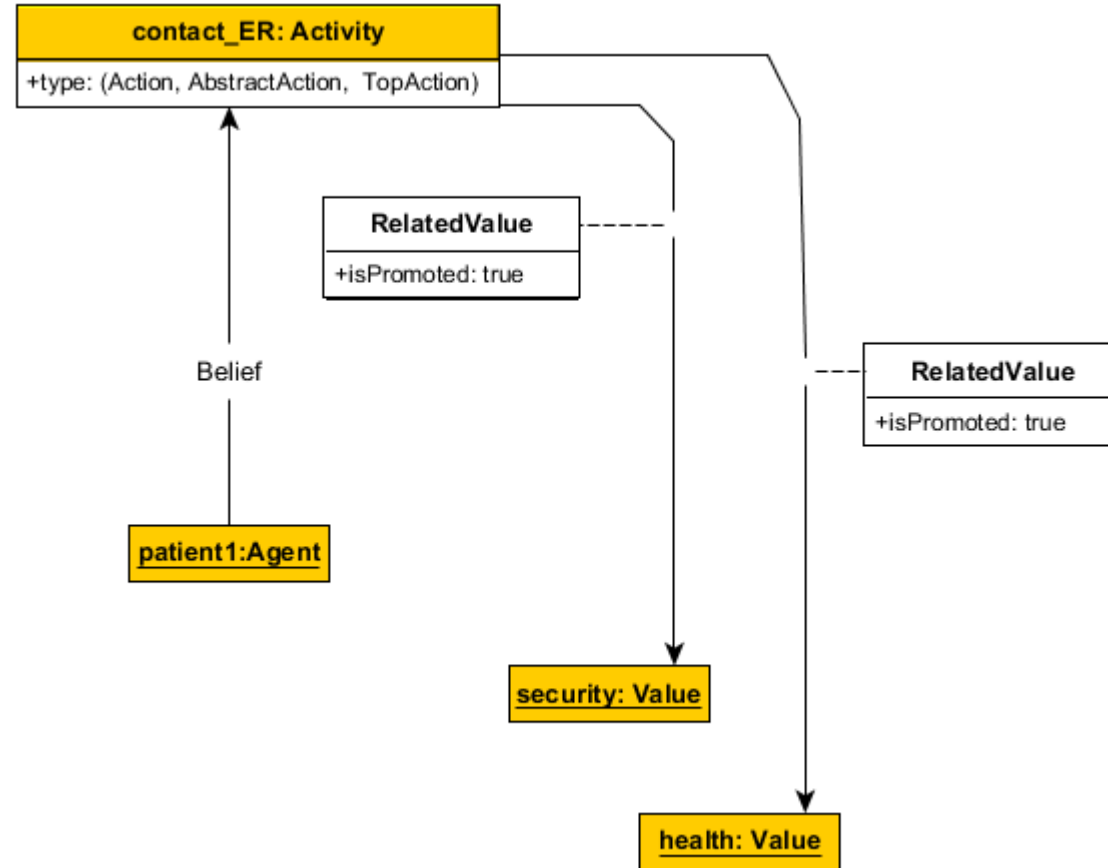 contact_ER: Activity
+type: (Action, AbstractAction, TopAction)
RelatedValue
+isPromoted: true
Belief
RelatedValue
+isPromoted: true
patient1:Agent
security: Value
health: Value